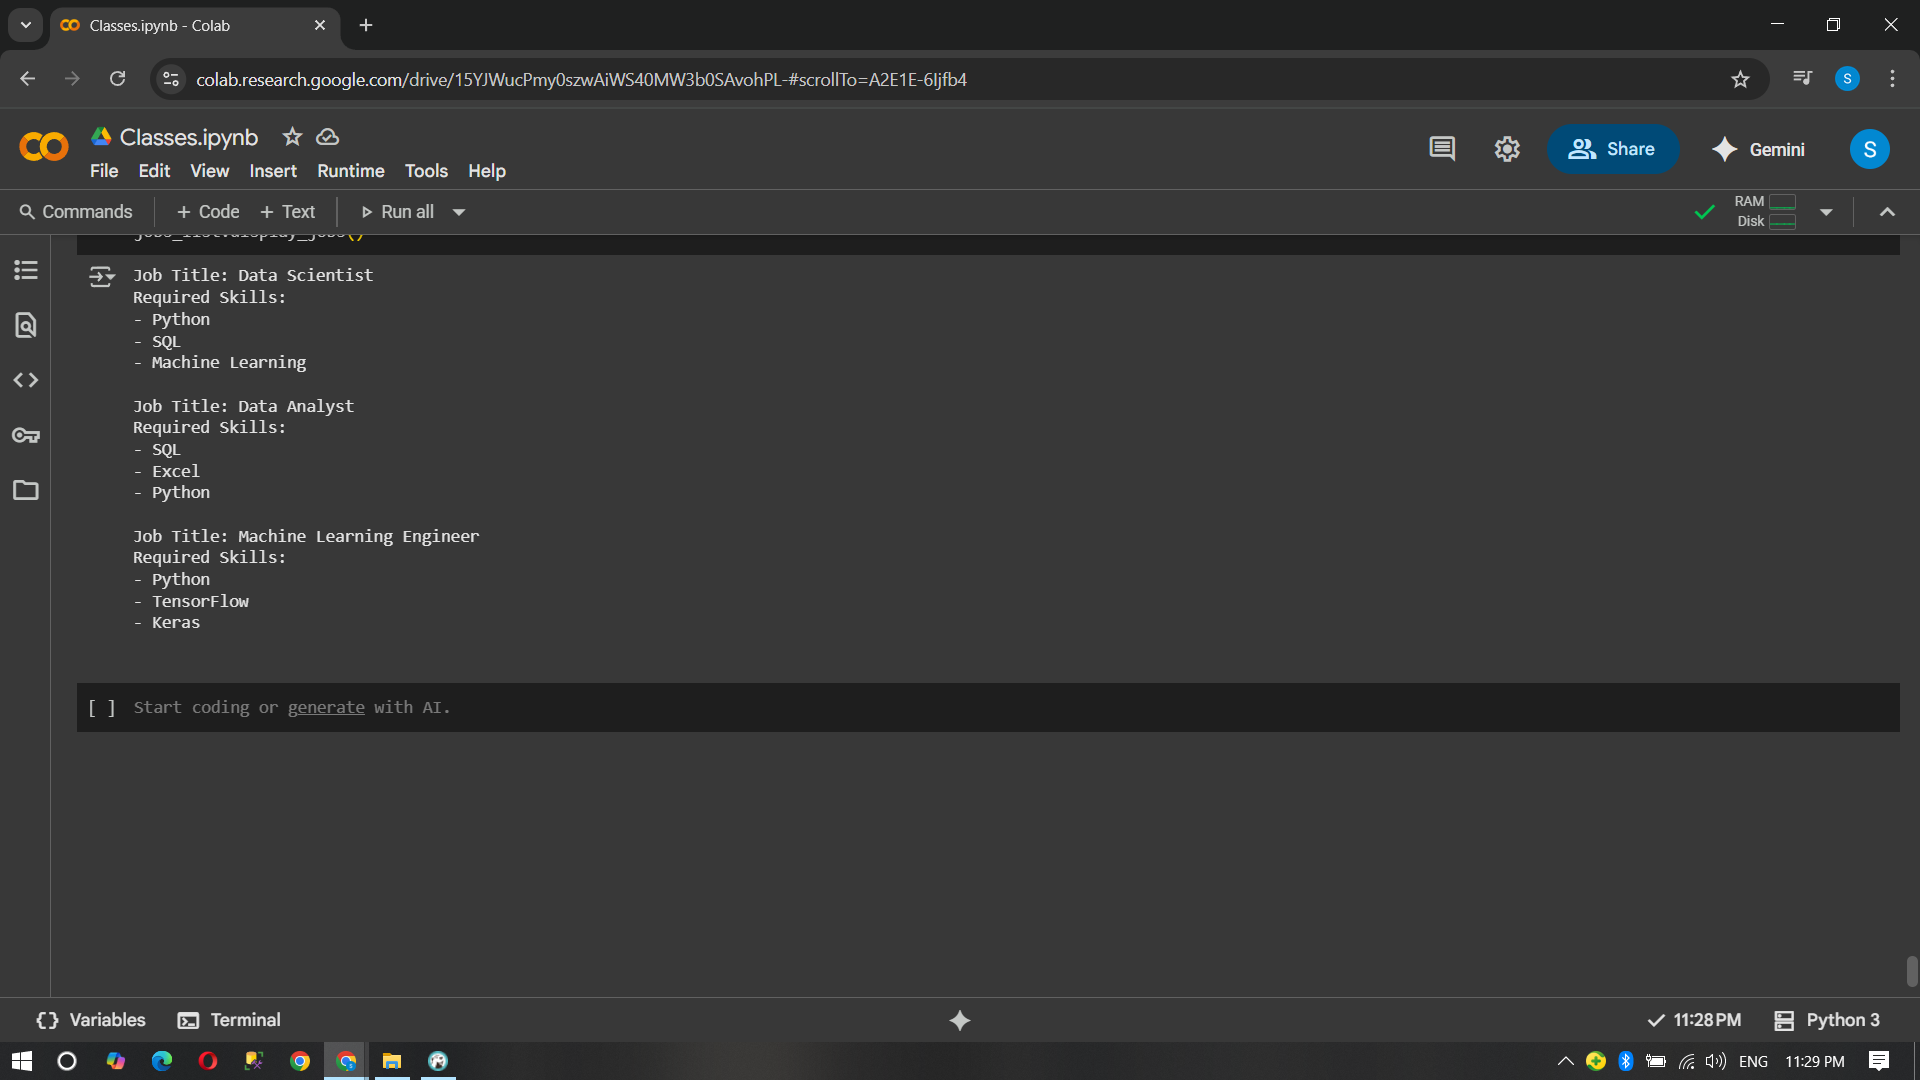 Classes.ipynb - Colab
colab.research.google.com/drive/15YJWucPmy0szwAiWS40MW3b0SAvohPL-#scrollTo=A2E1E-6Ijfb4
S
Classes.ipynb
Share
Gemini
S
File Edit View Insert Runtime Tools Help
Commands + Code + Text Run all
RAM
Disk
jobs_list.display_jobs()
Job Title: Data Scientist
Required Skills:
- Python
- SQL
- Machine Learning
Job Title: Data Analyst
Required Skills:
- SQL
- Excel
- Python
Job Title: Machine Learning Engineer
Required Skills:
- Python
- TensorFlow
- Keras
[ ] Start coding or generate with AI.
{} Variables Terminal
11:28 PM Python 3
ENG 11:29 PM